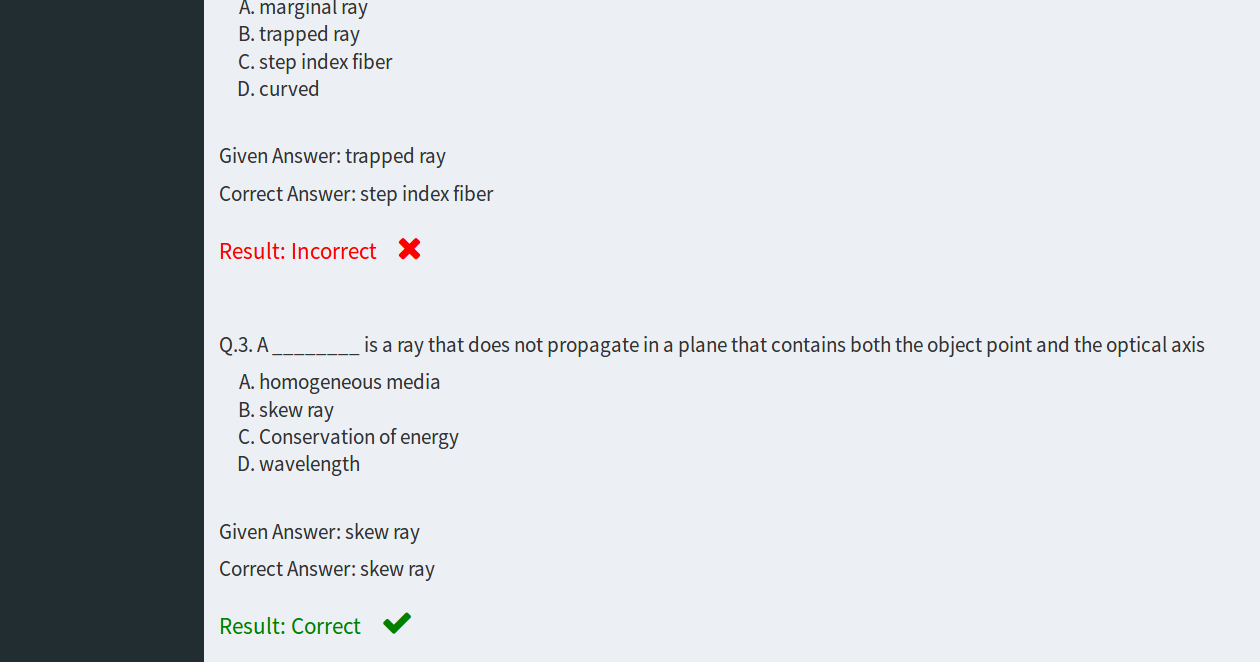 A. marginal ray
B. trapped ray
C. step index fiber
D. curved
Given Answer: trapped ray
Correct Answer: step index fiber
Result: Incorrect
Q.3. A ________ is a ray that does not propagate in a plane that contains both the object point and the optical axis
A. homogeneous media
B. skew ray
C. Conservation of energy
D. wavelength
Given Answer: skew ray
Correct Answer: skew ray
Result: Correct